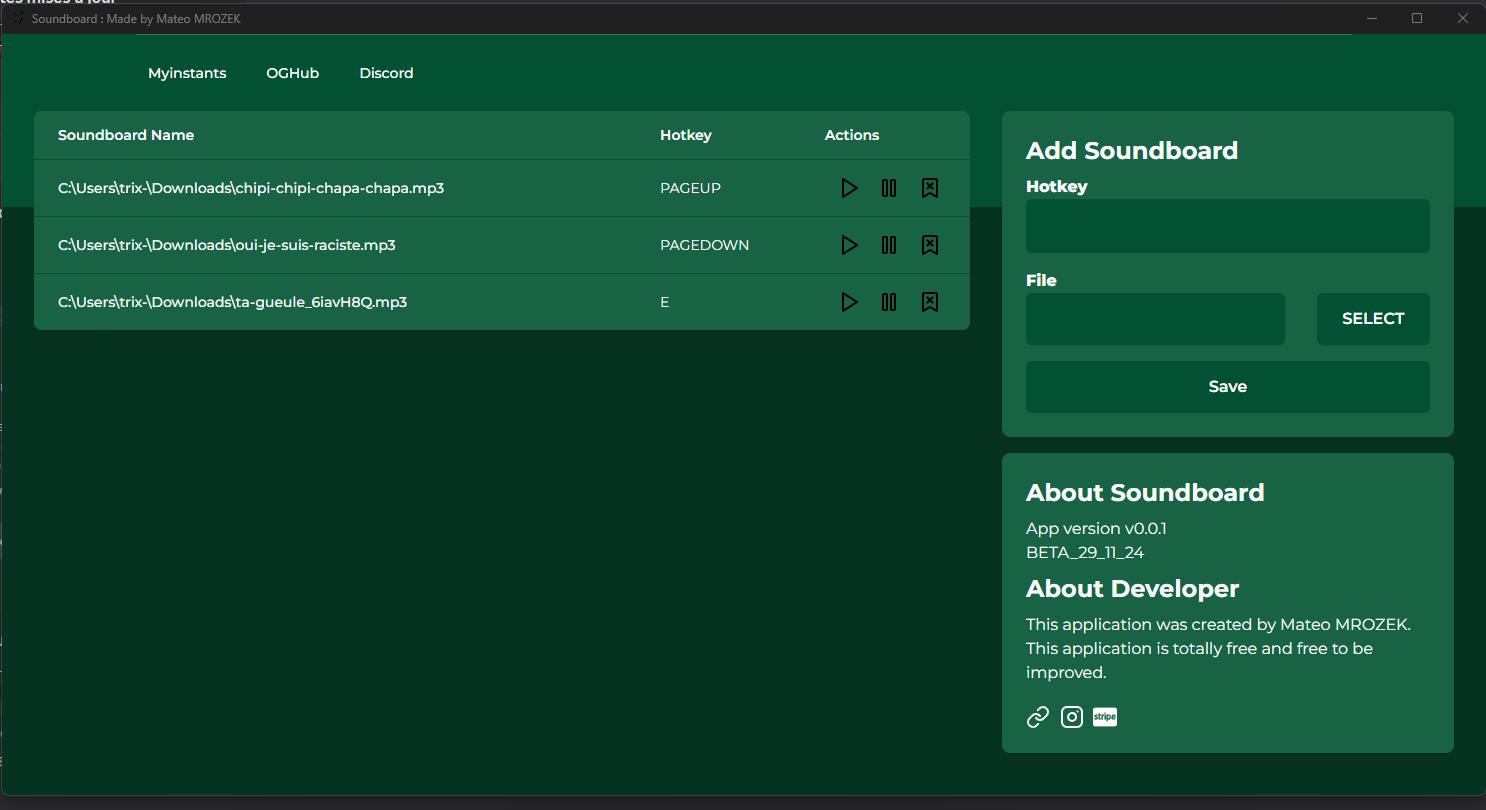 tes mises à jour
Soundboard : Made by Mateo MROZEK
Myinstants OGHub Discord
Soundboard Name Hotkey Actions
C:\Users\trix-\Downloads\chipi-chipi-chapa-chapa.mp3 PAGEUP
C:\Users\trix-\Downloads\oui-je-suis-raciste.mp3 PAGEDOWN
C:\Users\trix-\Downloads\ta-gueule_6iavH8Q.mp3 E
Add Soundboard
Hotkey
File
SELECT
Save
About Soundboard
App version v0.0.1
BETA_29_11_24
About Developer
This application was created by Mateo MROZEK.
This application is totally free and free to be
improved.
stripe